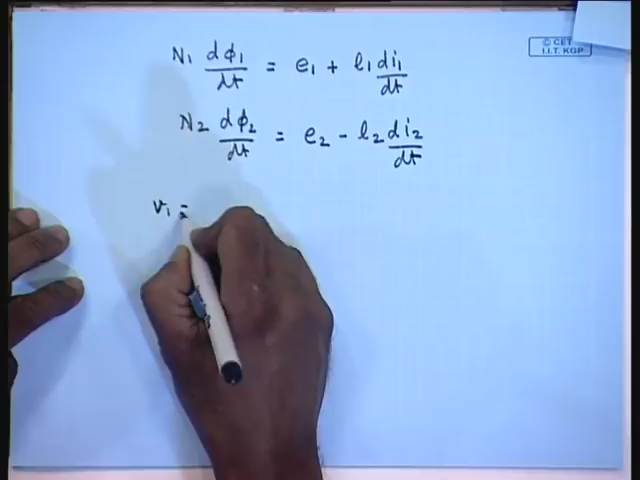 © CET
I.I.T. KGP
N₁ dφ₁/dt = e₁ + l₁ di₁/dt
N₂ dφ₂/dt = e₂ - l₂ di₂/dt
v₁ =